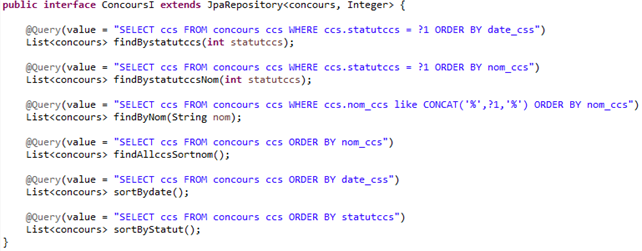 public interface ConcoursI extends JpaRepository<concours, Integer> {
@Query(value = "SELECT ccs FROM concours ccs WHERE ccs.statutccs = ?1 ORDER BY date_css")
List<concours> findBystatutccs(int statutccs);
@Query(value = "SELECT ccs FROM concours ccs WHERE ccs.statutccs = ?1 ORDER BY nom_ccs")
List<concours> findBystatutccsNom(int statutccs);
@Query(value = "SELECT ccs FROM concours ccs WHERE ccs.nom_ccs like CONCAT('%',?1,'%') ORDER BY nom_ccs")
List<concours> findByNom(String nom);
@Query(value = "SELECT ccs FROM concours ccs ORDER BY nom_ccs")
List<concours> findAllccsSortnom();
@Query(value = "SELECT ccs FROM concours ccs ORDER BY date_css")
List<concours> sortBydate();
@Query(value = "SELECT ccs FROM concours ccs ORDER BY statutccs")
List<concours> sortByStatut();
}